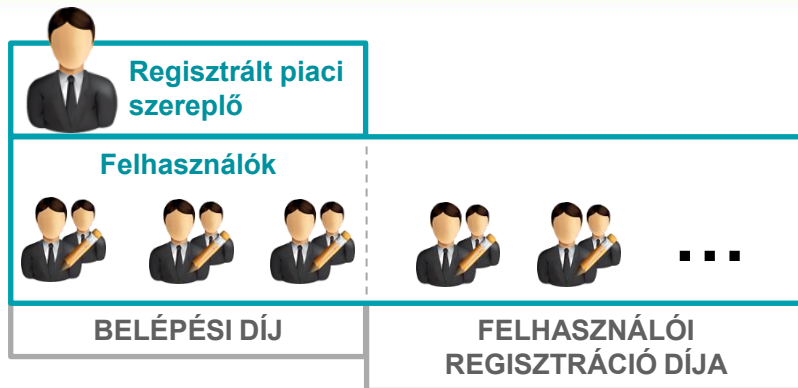 Regisztrált piaci
szereplő
Felhasználók
...
BELÉPÉSI DÍJ
FELHASZNÁLÓI
REGISZTRÁCIÓ DÍJA